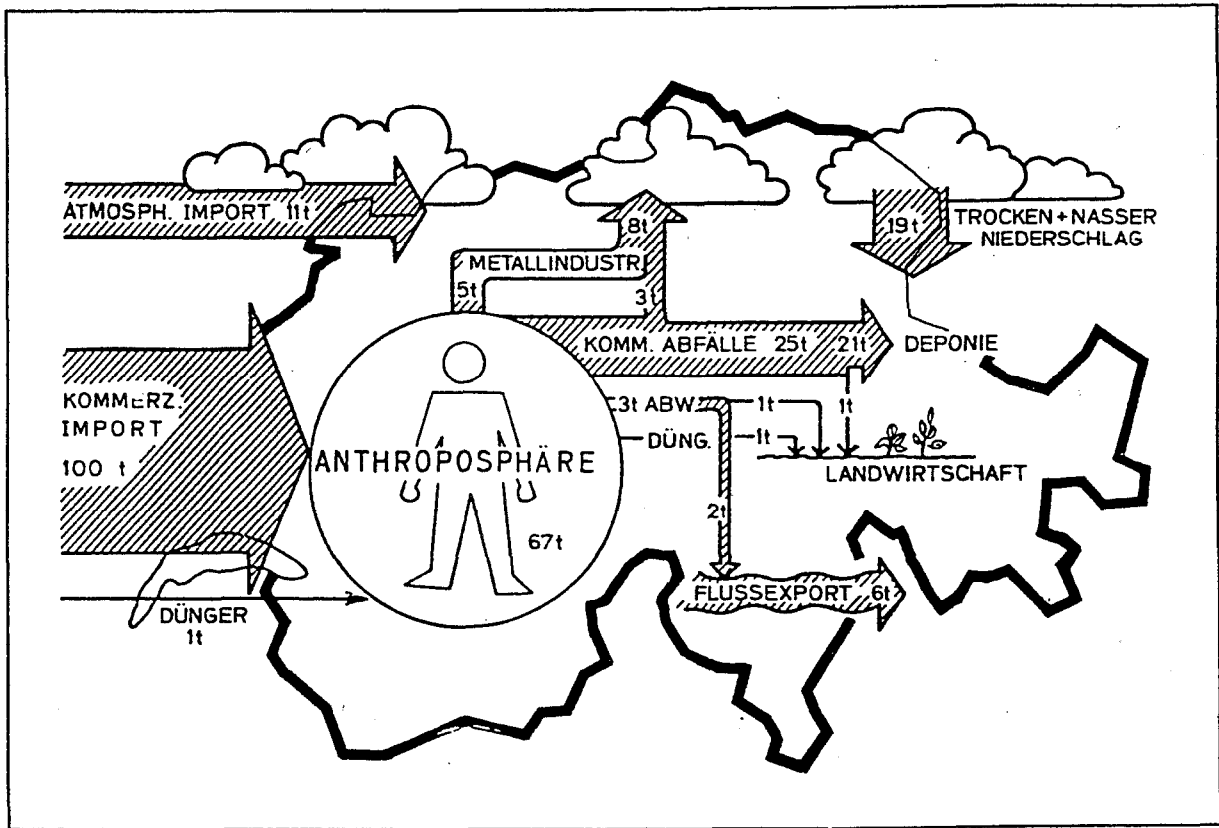 ATMOSPH. IMPORT 11t
8t
19t
TROCKEN + NASSER
NIEDERSCHLAG
METALLINDUSTR.
5t
3t
KOMM. ABFÄLLE 25t 21t
DEPONIE
KOMMERZ.
IMPORT
100 t
3t ABW.
1t
1t
DÜNG.
1t
ANTHROPOSPHÄRE
LANDWIRTSCHAFT
2t
67t
FLUSSEXPORT 6t
DÜNGER
1t